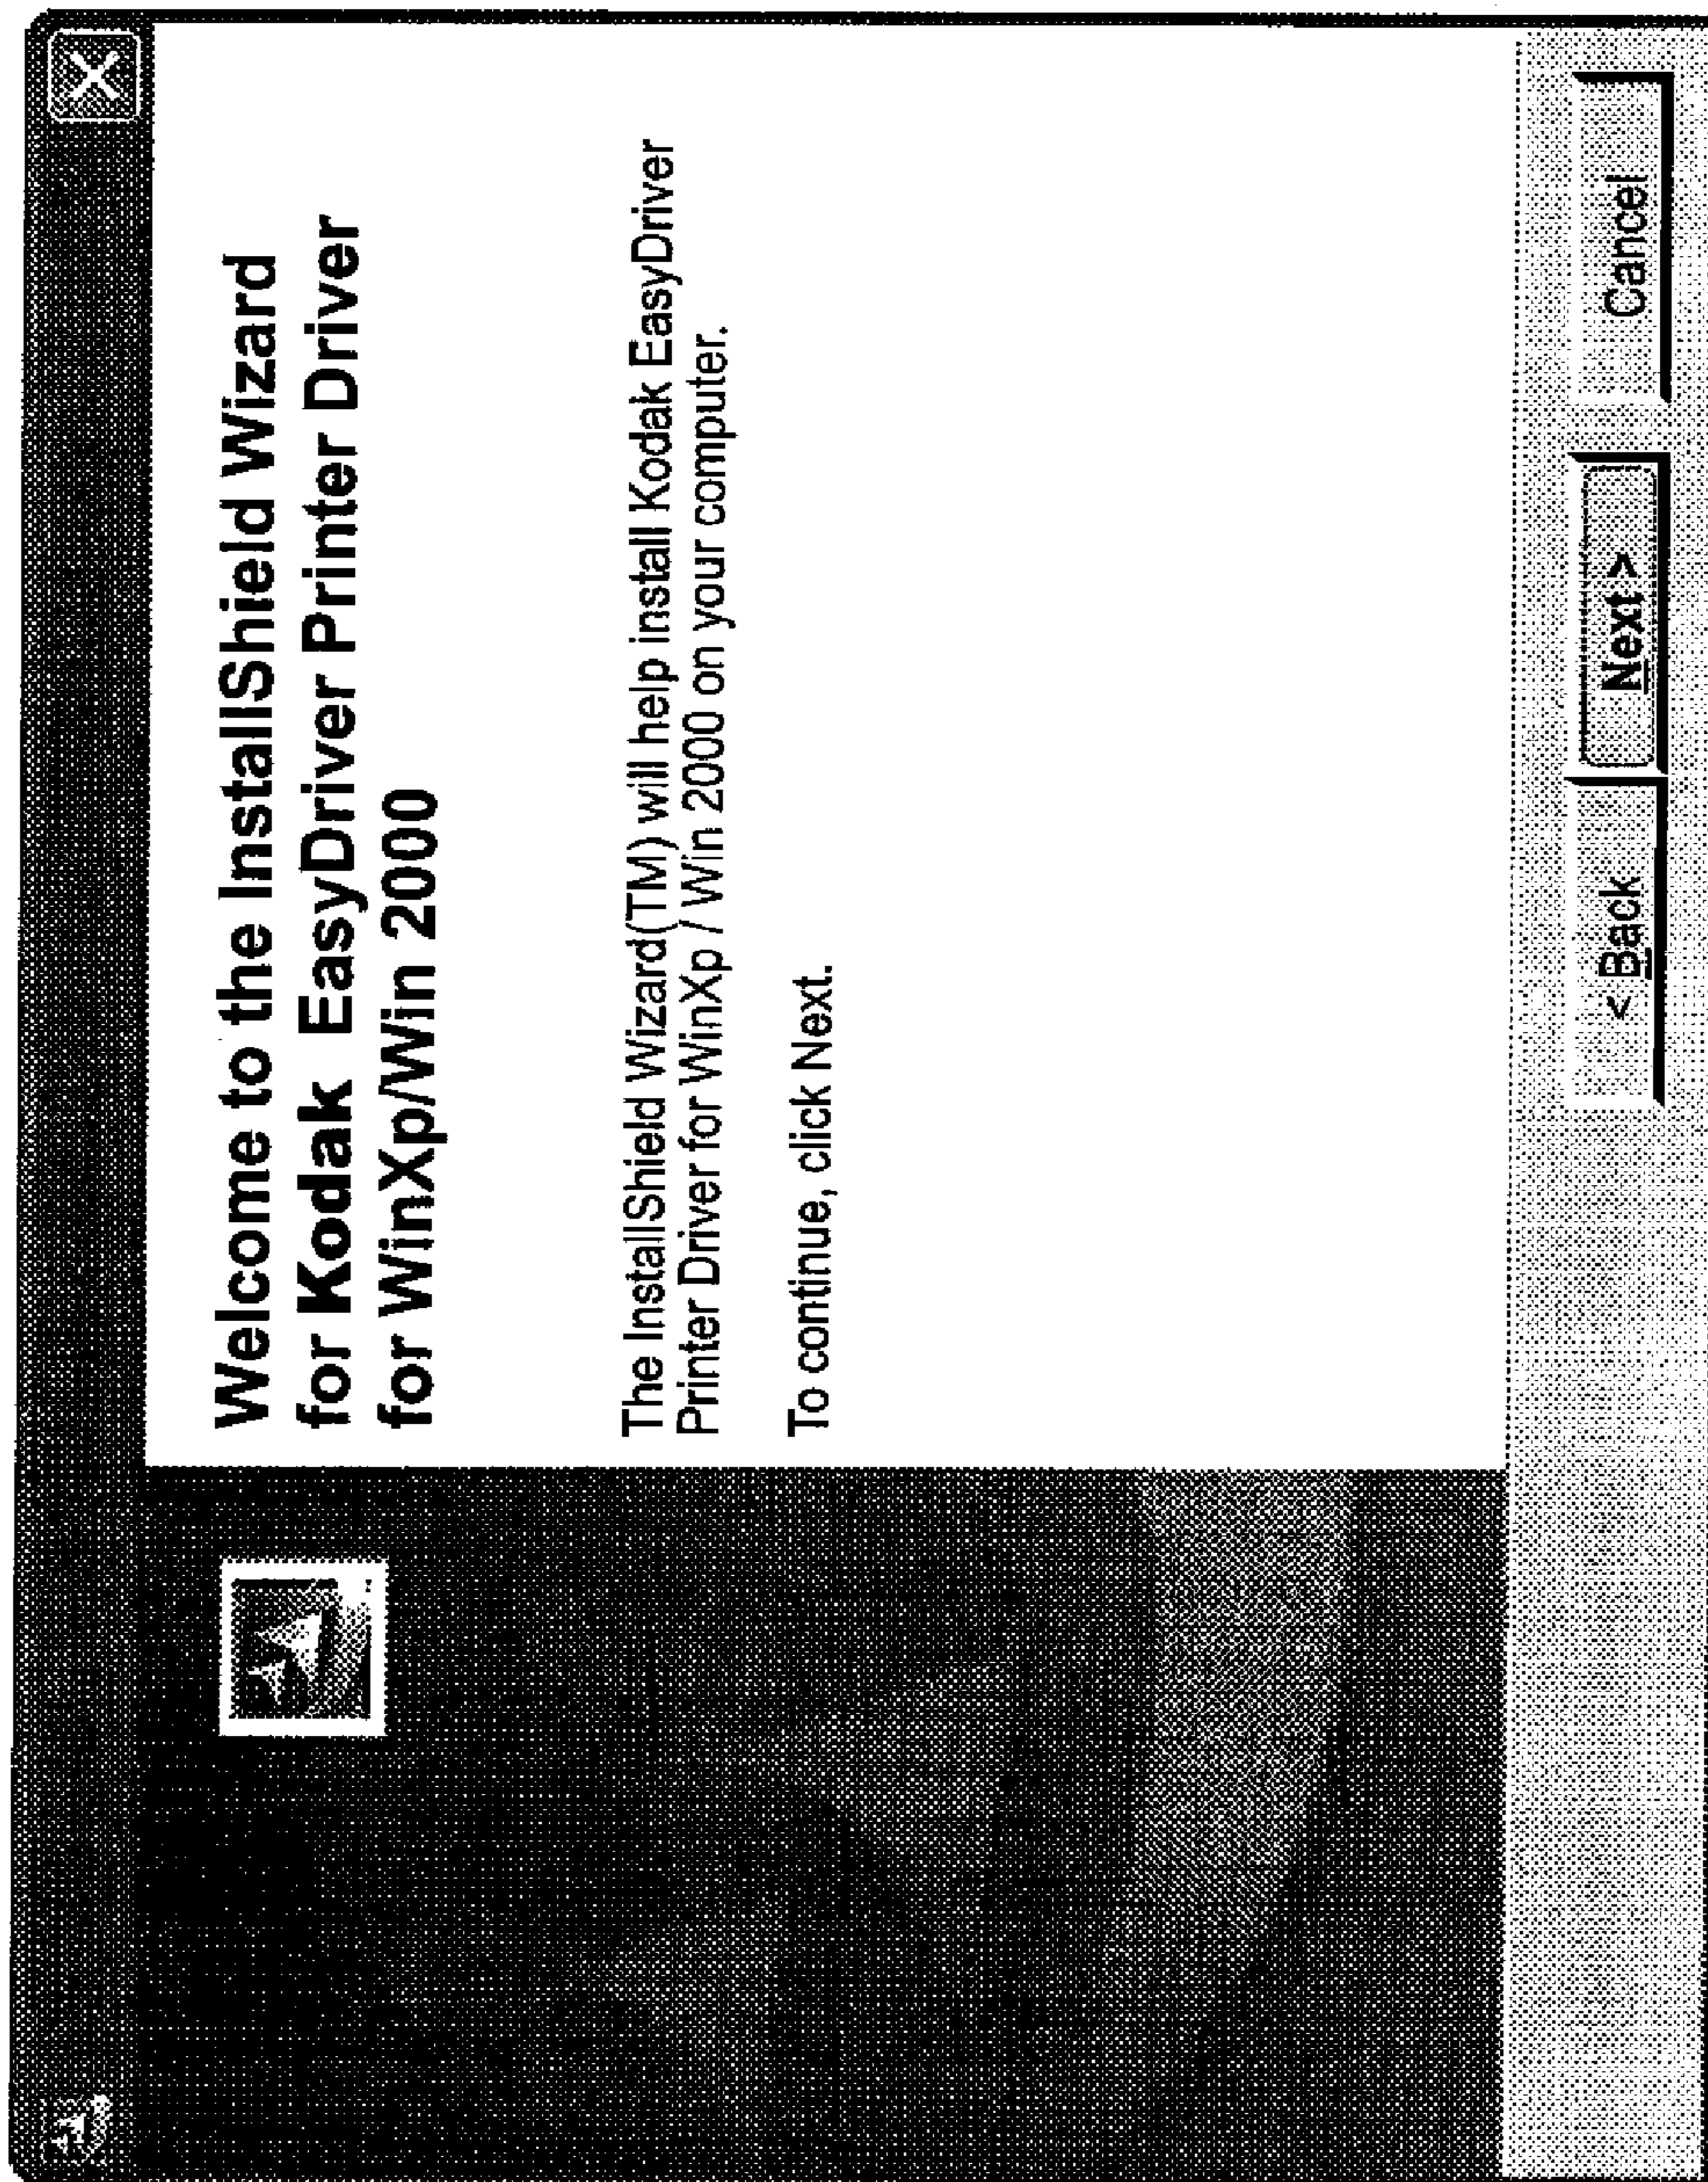 Welcome to the InstallShield Wizard
for Kodak EasyDriver Printer Driver
for WinXp/Win 2000
The InstallShield Wizard(TM) will help install Kodak EasyDriver
Printer Driver for WinXp / Win 2000 on your computer.
To continue, click Next.
< Back
Next >
Cancel